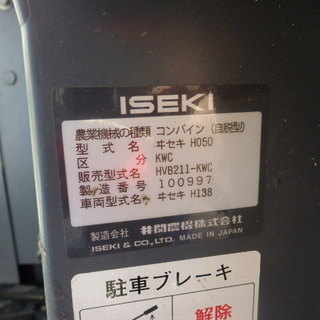 ISEKI
農業機械の種類 コンバイン (自脱型)
型式名 ヰセキ HO50
区分 KWC
販売型式名 HVB211-KWC
製造番号 100997
車両型式名 ヰセキ H138
製造会社 井関農機株式会社
ISEKI & CO., LTD. MADE IN JAPAN
駐車ブレーキ
解除